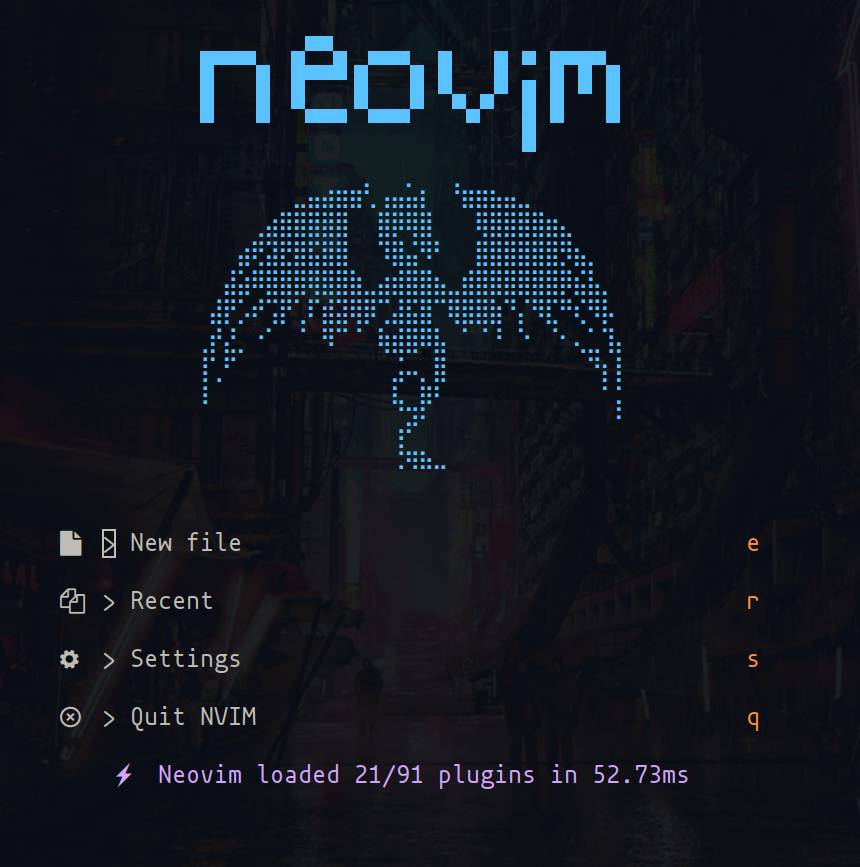 neovim
> New file e
> Recent r
> Settings s
> Quit NVIM q
Neovim loaded 21/91 plugins in 52.73ms